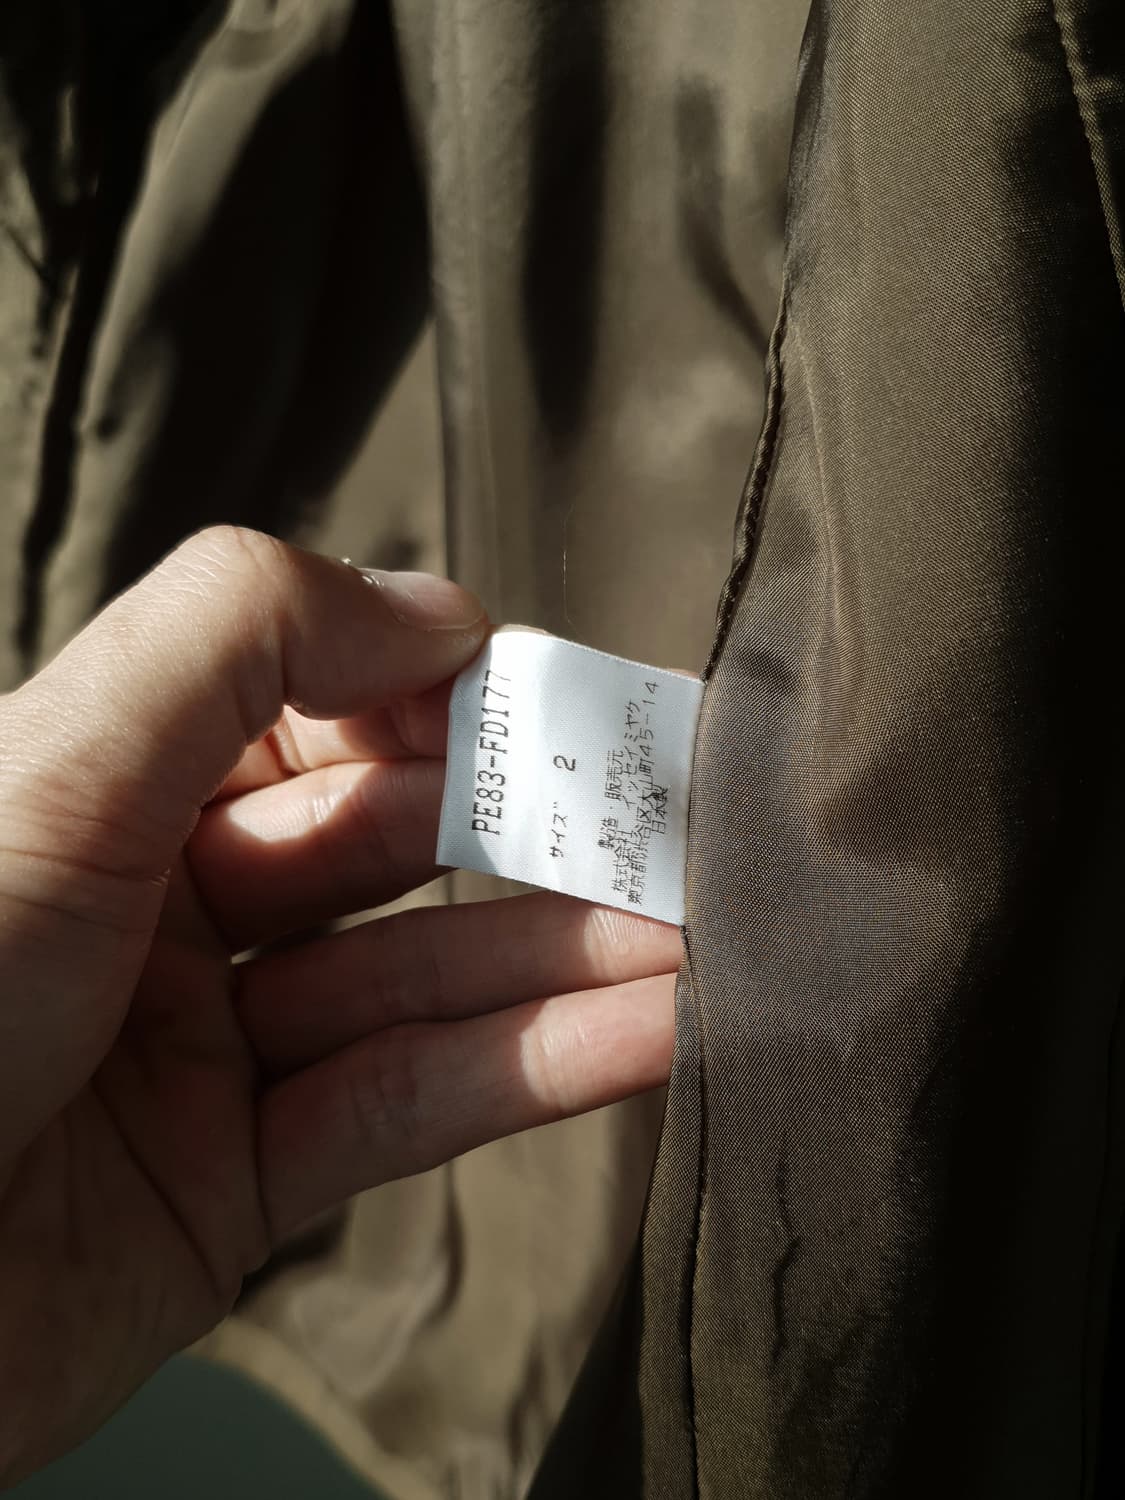 PE83-FD177
サイズ 2
製造・販売元
株式会社 イッセイミヤケ
東京都渋谷区大山町45-14
日本製